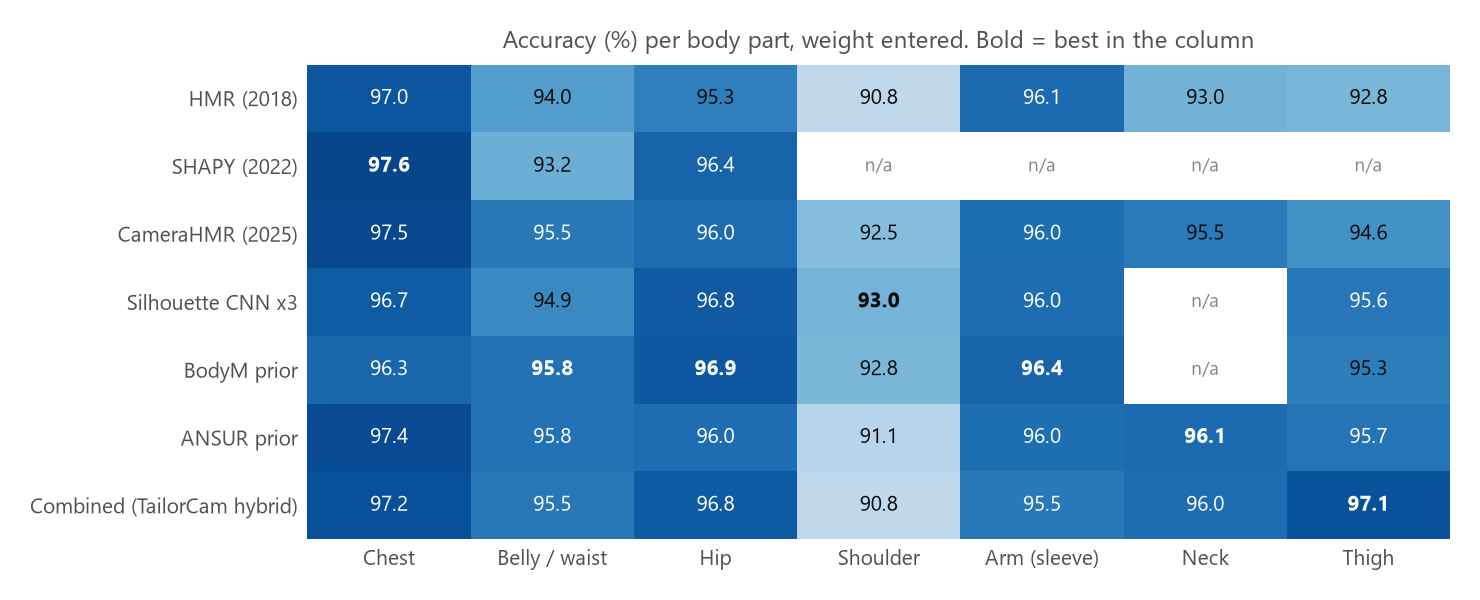 Accuracy (%) per body part, weight entered. Bold = best in the column
HMR (2018) 97.0 94.0 95.3 90.8 96.1 93.0 92.8
SHAPY (2022) 97.6 93.2 96.4 n/a n/a n/a n/a
CameraHMR (2025) 97.5 95.5 96.0 92.5 96.0 95.5 94.6
Silhouette CNN x3 96.7 94.9 96.8 93.0 96.0 n/a 95.6
BodyM prior 96.3 95.8 96.9 92.8 96.4 n/a 95.3
ANSUR prior 97.4 95.8 96.0 91.1 96.0 96.1 95.7
Combined (TailorCam hybrid) 97.2 95.5 96.8 90.8 95.5 96.0 97.1
Chest Belly / waist Hip Shoulder Arm (sleeve) Neck Thigh